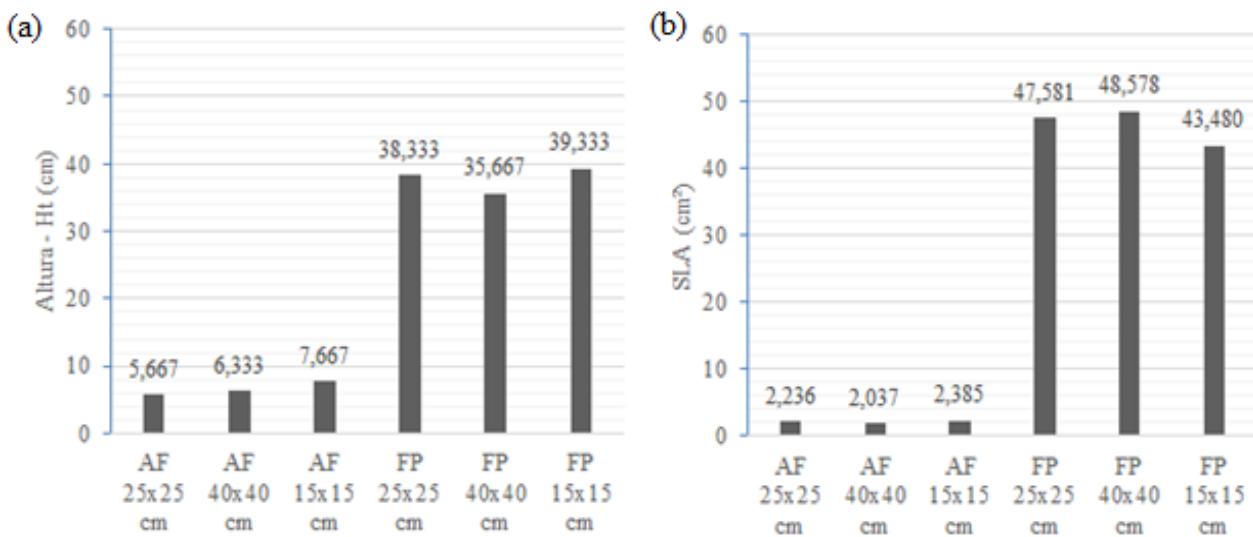 (a)
Altura - Ht (cm)
60
50
40
30
20
10
0
5,667
6,333
7,667
38,333
35,667
39,333
AF 25x25 cm
AF 40x40 cm
AF 15x15 cm
FP 25x25 cm
FP 40x40 cm
FP 15x15 cm
(b)
SLA (cm²)
60
50
40
30
20
10
0
2,236
2,037
2,385
47,581
48,578
43,480
AF 25x25 cm
AF 40x40 cm
AF 15x15 cm
FP 25x25 cm
FP 40x40 cm
FP 15x15 cm